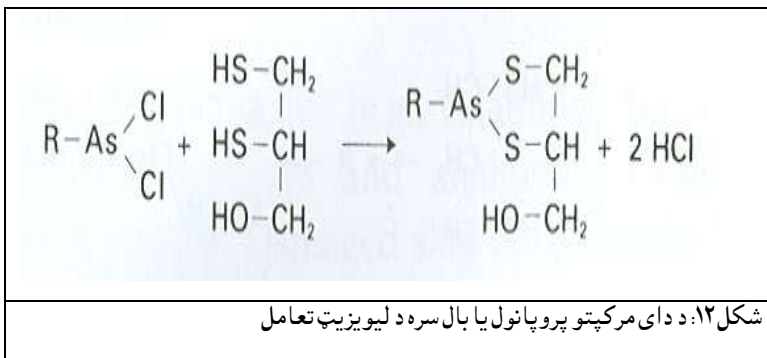 HS-CH₂
Cl
R-As + HS-CH ⟶
Cl
HO-CH₂
S-CH₂
R-As
S-CH + 2 HCl
HO-CH₂
شکل۱۲: د دای مرکپتو پروپانول یا بال سره د لیویزیټ تعامل